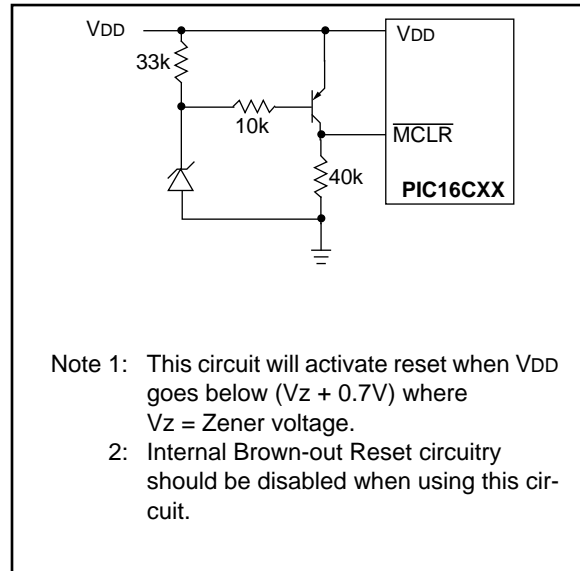 VDD
VDD
33k
10k
MCLR
40k
PIC16CXX
Note 1: This circuit will activate reset when VDD
goes below (Vz + 0.7V) where
Vz = Zener voltage.
2: Internal Brown-out Reset circuitry
should be disabled when using this cir-
cuit.